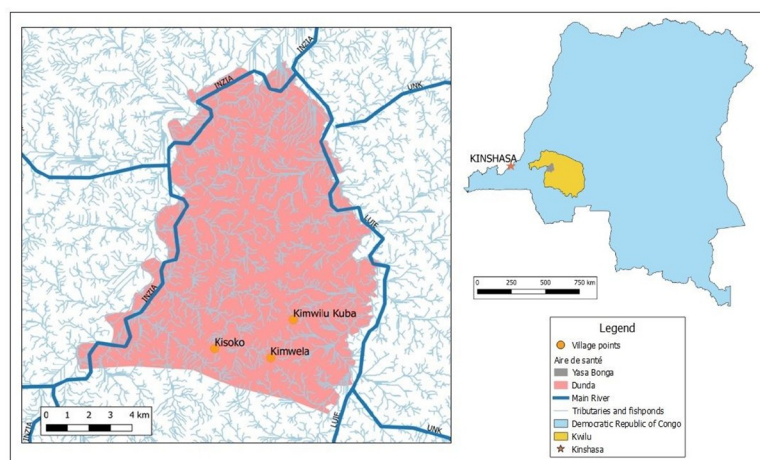 INZIA
INZIA
UNK
LUIE
INZIA
Kimwilu Kuba
Kisoko
Kimwela
0 1 2 3 4 km
INZIA
LUIE
UNK
KINSHASA
0 250 500 750 km
Legend
Village points
Aire de santé
Yasa Bonga
Dunda
Main River
Tributaries and fishponds
Democratic Republic of Congo
Kwilu
Kinshasa